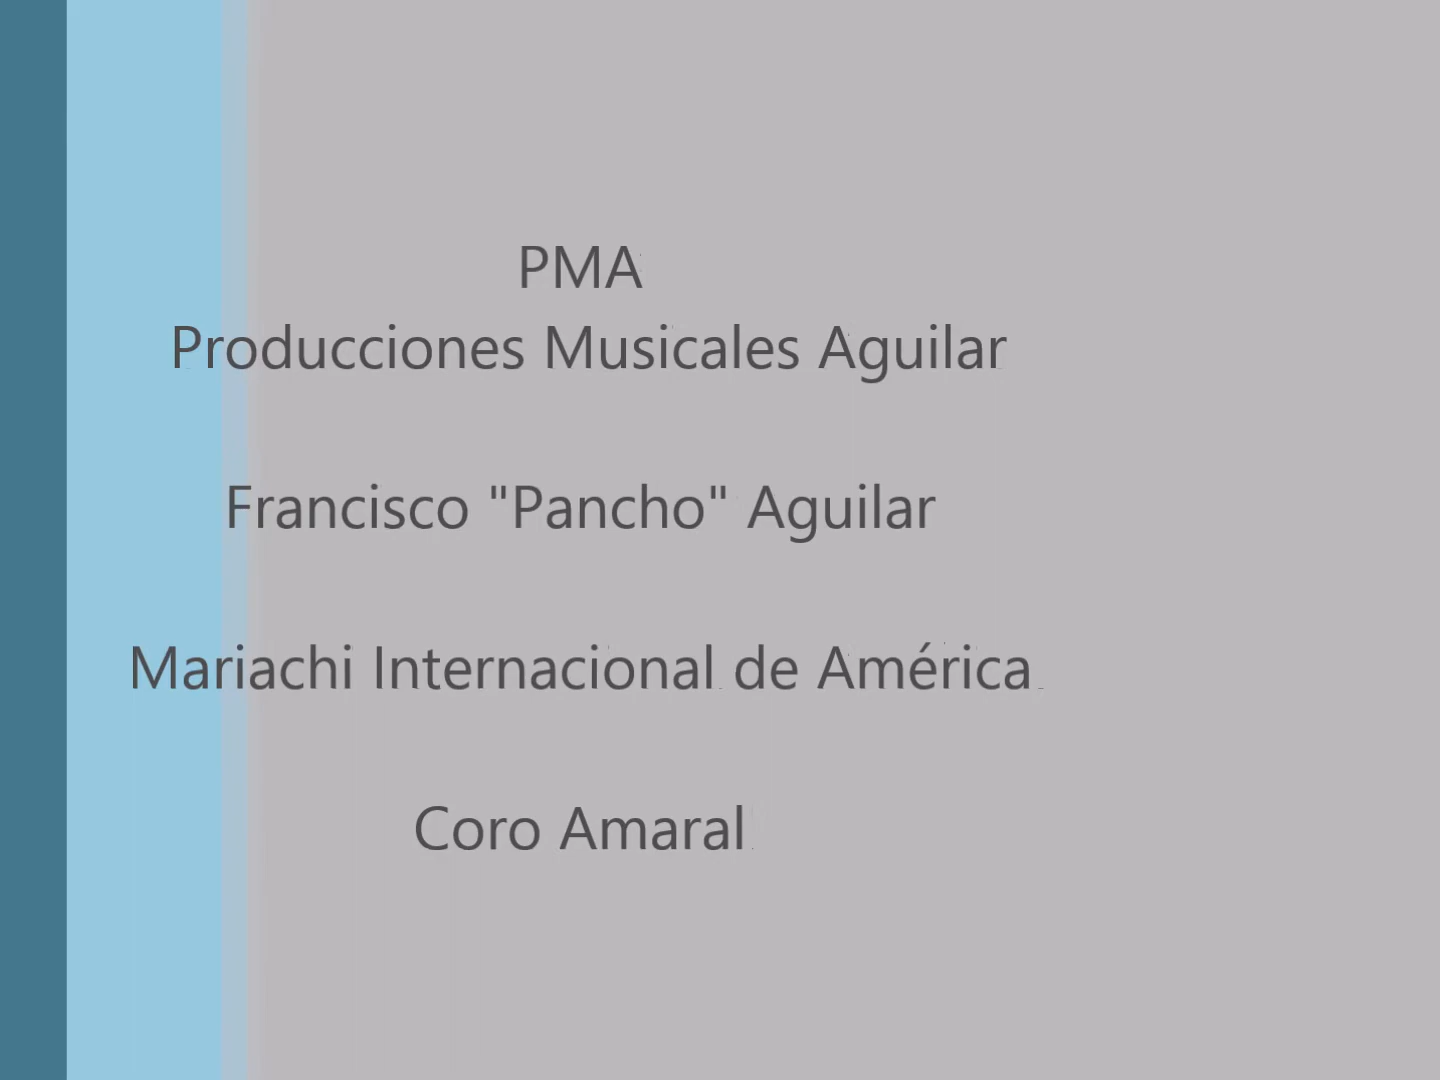 PMA
Producciones Musicales Aguilar
Francisco "Pancho" Aguilar
Mariachi Internacional de América
Coro Amaral